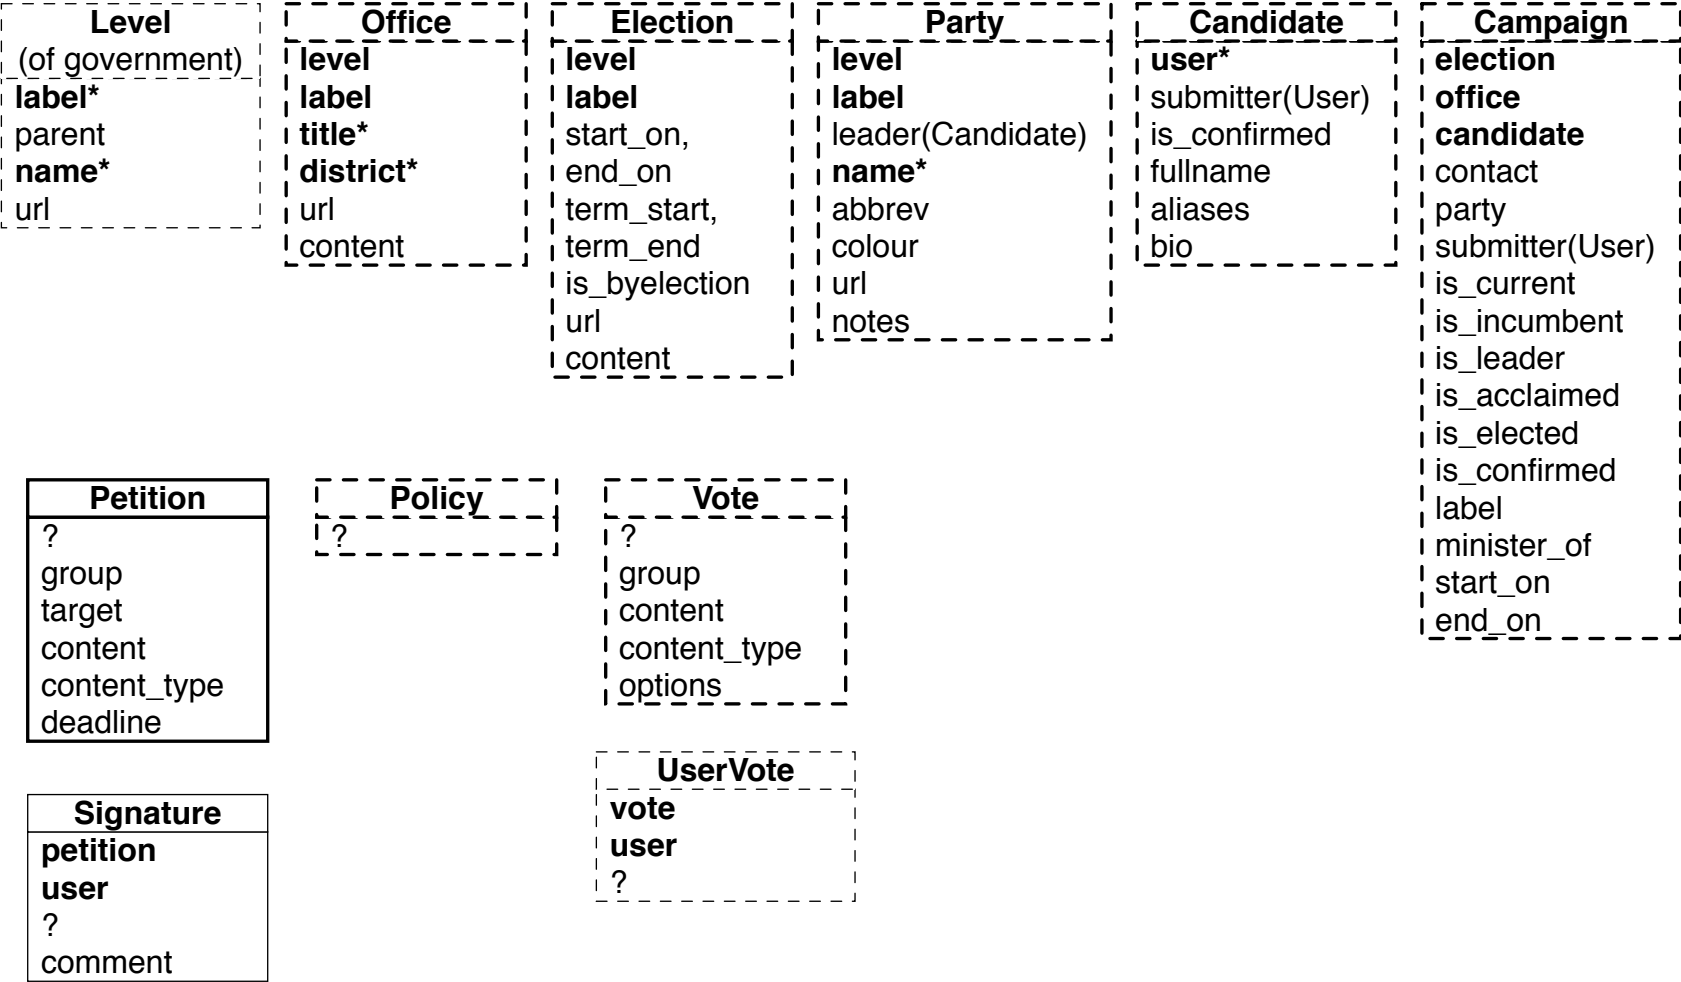 Level
(of government)
label*
parent
name*
url
Office
level
label
title*
district*
url
content
Election
level
label
start_on,
end_on
term_start,
term_end
is_byelection
url
content
Party
level
label
leader(Candidate)
name*
abbrev
colour
url
notes
Candidate
user*
submitter(User)
is_confirmed
fullname
aliases
bio
Campaign
election
office
candidate
contact
party
submitter(User)
is_current
is_incumbent
is_leader
is_acclaimed
is_elected
is_confirmed
label
minister_of
start_on
end_on
Petition
?
group
target
content
content_type
deadline
Policy
?
Vote
?
group
content
content_type
options
Signature
petition
user
?
comment
UserVote
vote
user
?